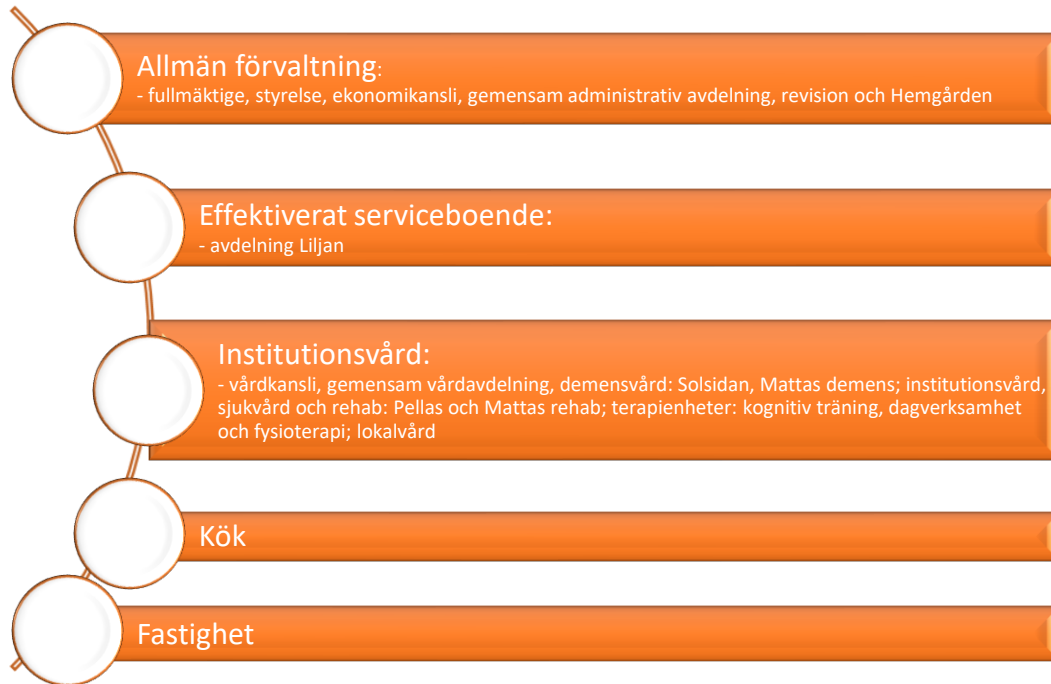 Allmän förvaltning:
- fullmäktige, styrelse, ekonomikansli, gemensam administrativ avdelning, revision och Hemgården
Effektiverat serviceboende:
- avdelning Liljan
Institutionsvård:
- vårdkansli, gemensam vårdavdelning, demensvård: Solsidan, Mattas demens; institutionsvård,
sjukvård och rehab: Pellas och Mattas rehab; terapienheter: kognitiv träning, dagverksamhet
och fysioterapi; lokalvård
Kök
Fastighet